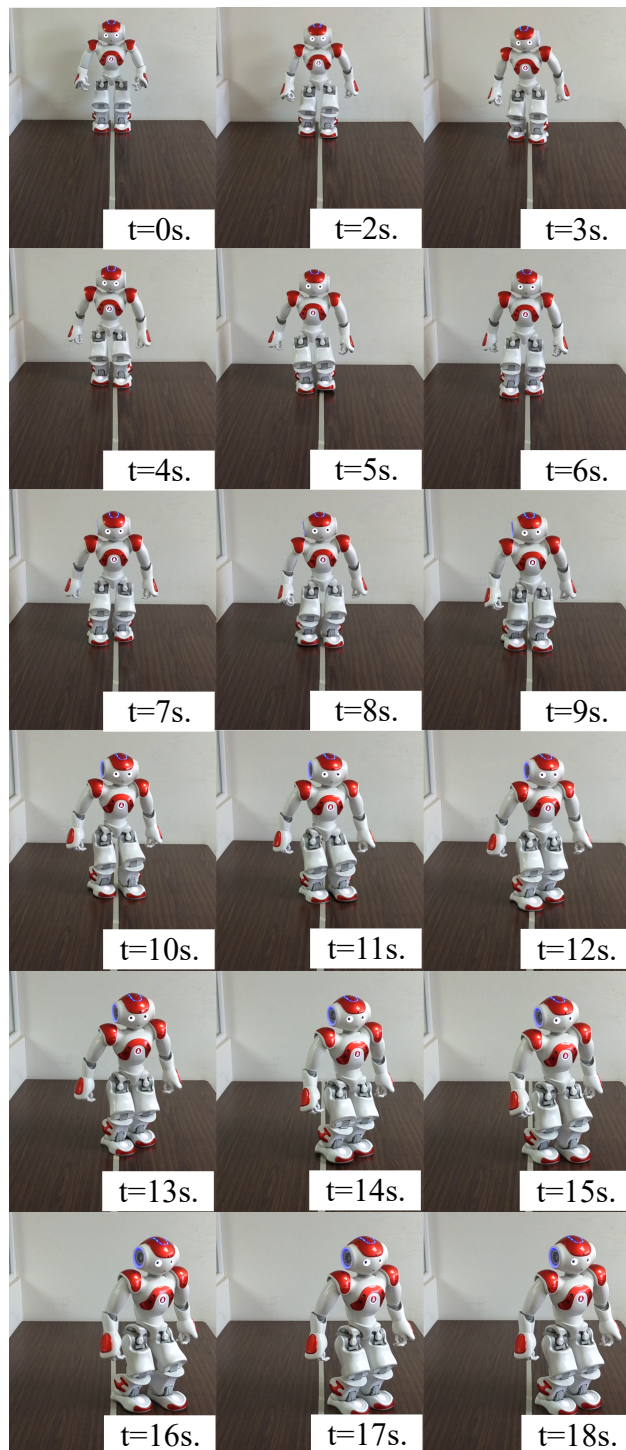 t=0s.
t=2s.
t=3s.
t=4s.
t=5s.
t=6s.
t=7s.
t=8s.
t=9s.
t=10s.
t=11s.
t=12s.
t=13s.
t=14s.
t=15s.
t=16s.
t=17s.
t=18s.